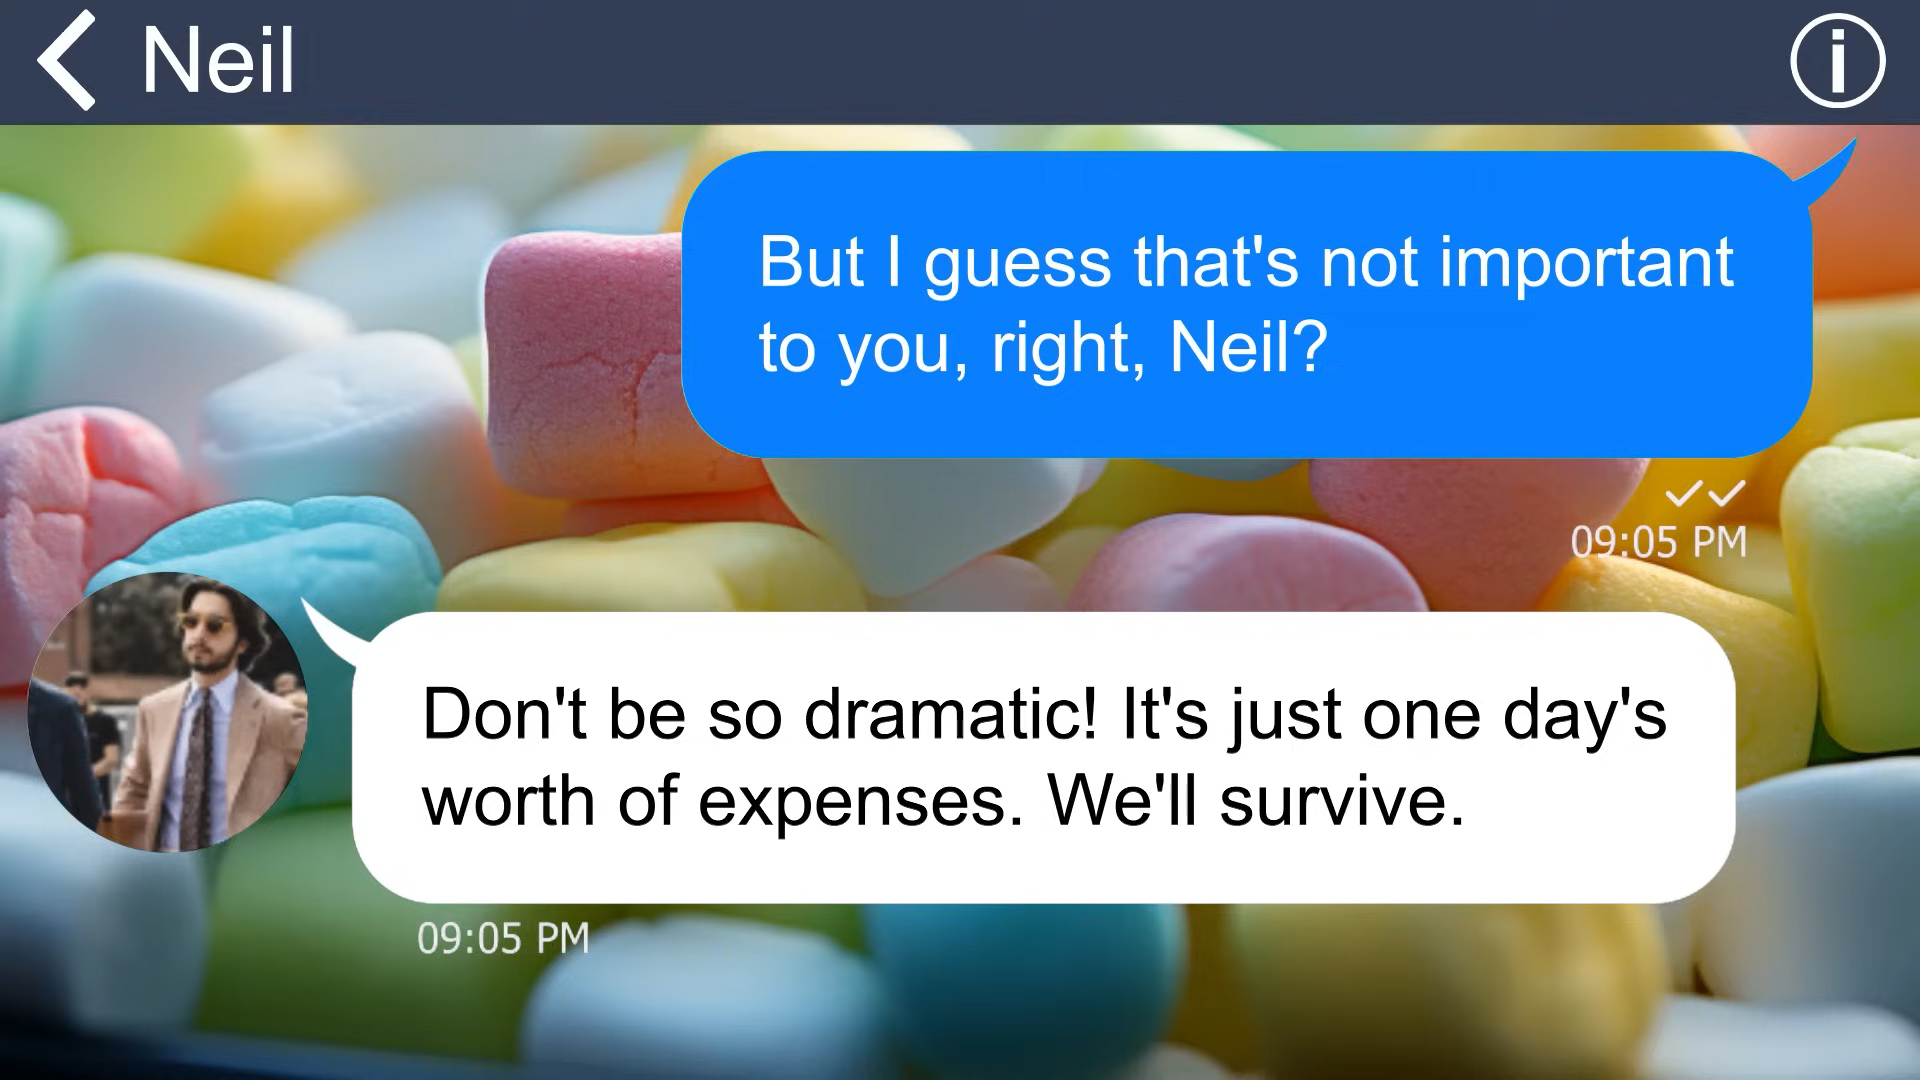 Neil
But I guess that's not important
to you, right, Neil?
09:05 PM
Don't be so dramatic! It's just one day's
worth of expenses. We'll survive.
09:05 PM